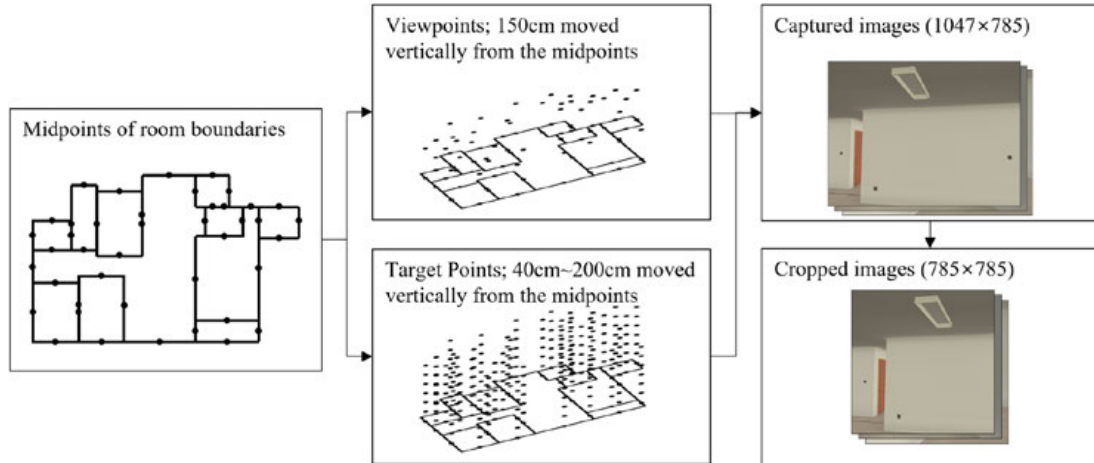 Midpoints of room boundaries
Viewpoints; 150cm moved
vertically from the midpoints
Target Points; 40cm~200cm moved
vertically from the midpoints
Captured images (1047×785)
Cropped images (785×785)